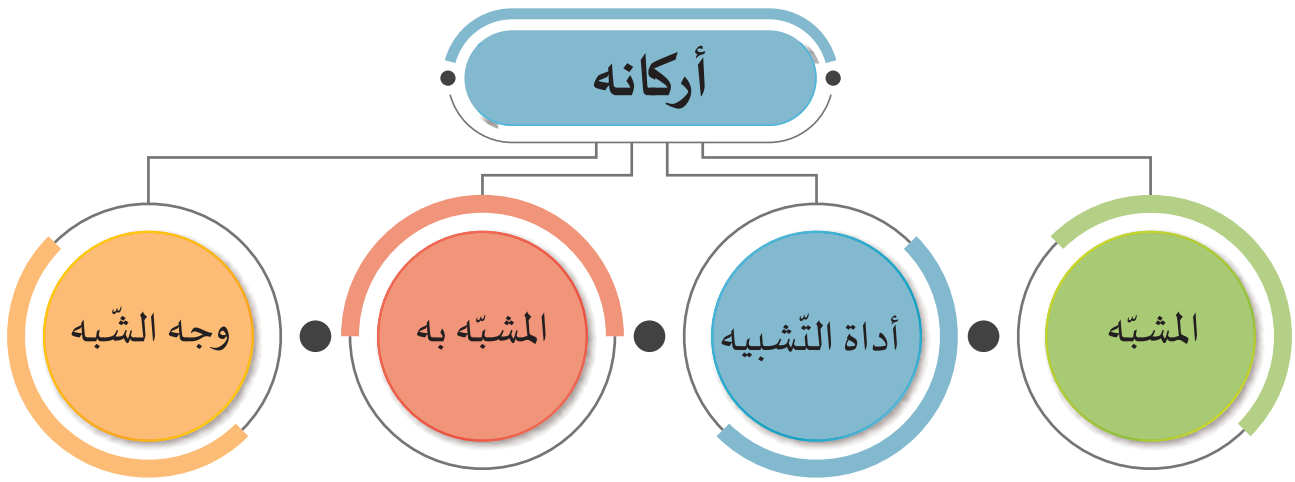 أركانه
المشبّه
أداة التّشبيه
المشبّه به
وجه الشّبه